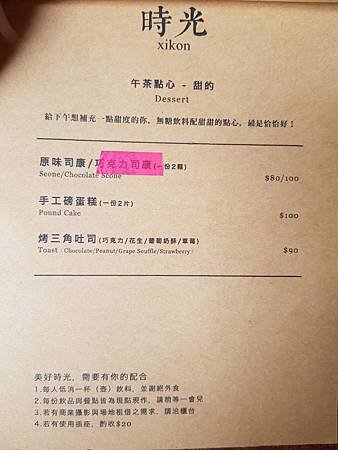 時光
xikon
午茶點心 - 甜的
Dessert
給下午想補充一點甜度的你、無糖飲料配甜甜的點心，最是恰恰好！
原味司康/巧克力司康(一份2顆)
Scone/Chocolate Scone
$80/100
手工磅蛋糕(一份2片)
Pound Cake
$100
烤三角吐司(巧克力/花生/葡萄奶酥/草莓)
Toast (Chocolate/Peanut/Grape Souffle/Strawberry)
$90
美好時光，需要有你的配合
1.每人低消一杯（壺）飲料，並謝絕外食
2.每份飲品與餐點皆為現點現作，請稍等一會兒
3.若有商業攝影與場地租借之需求，請洽櫃台
4.若有使用插座，酌收$20